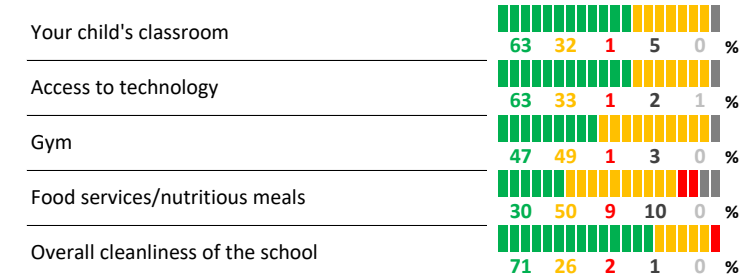 Your child's classroom
63 32 1 5 0 %
Access to technology
63 33 1 2 1 %
Gym
47 49 1 3 0 %
Food services/nutritious meals
30 50 9 10 0 %
Overall cleanliness of the school
71 26 2 1 0 %